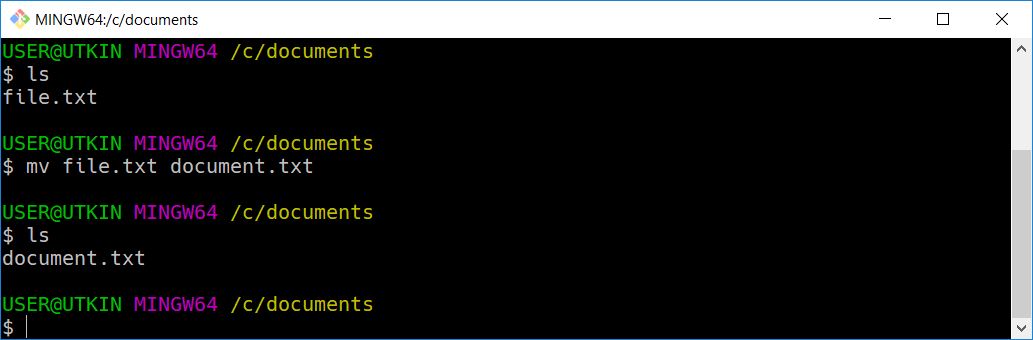 MINGW64:/c/documents
USER@UTKIN MINGW64 /c/documents
$ ls
file.txt
USER@UTKIN MINGW64 /c/documents
$ mv file.txt document.txt
USER@UTKIN MINGW64 /c/documents
$ ls
document.txt
USER@UTKIN MINGW64 /c/documents
$